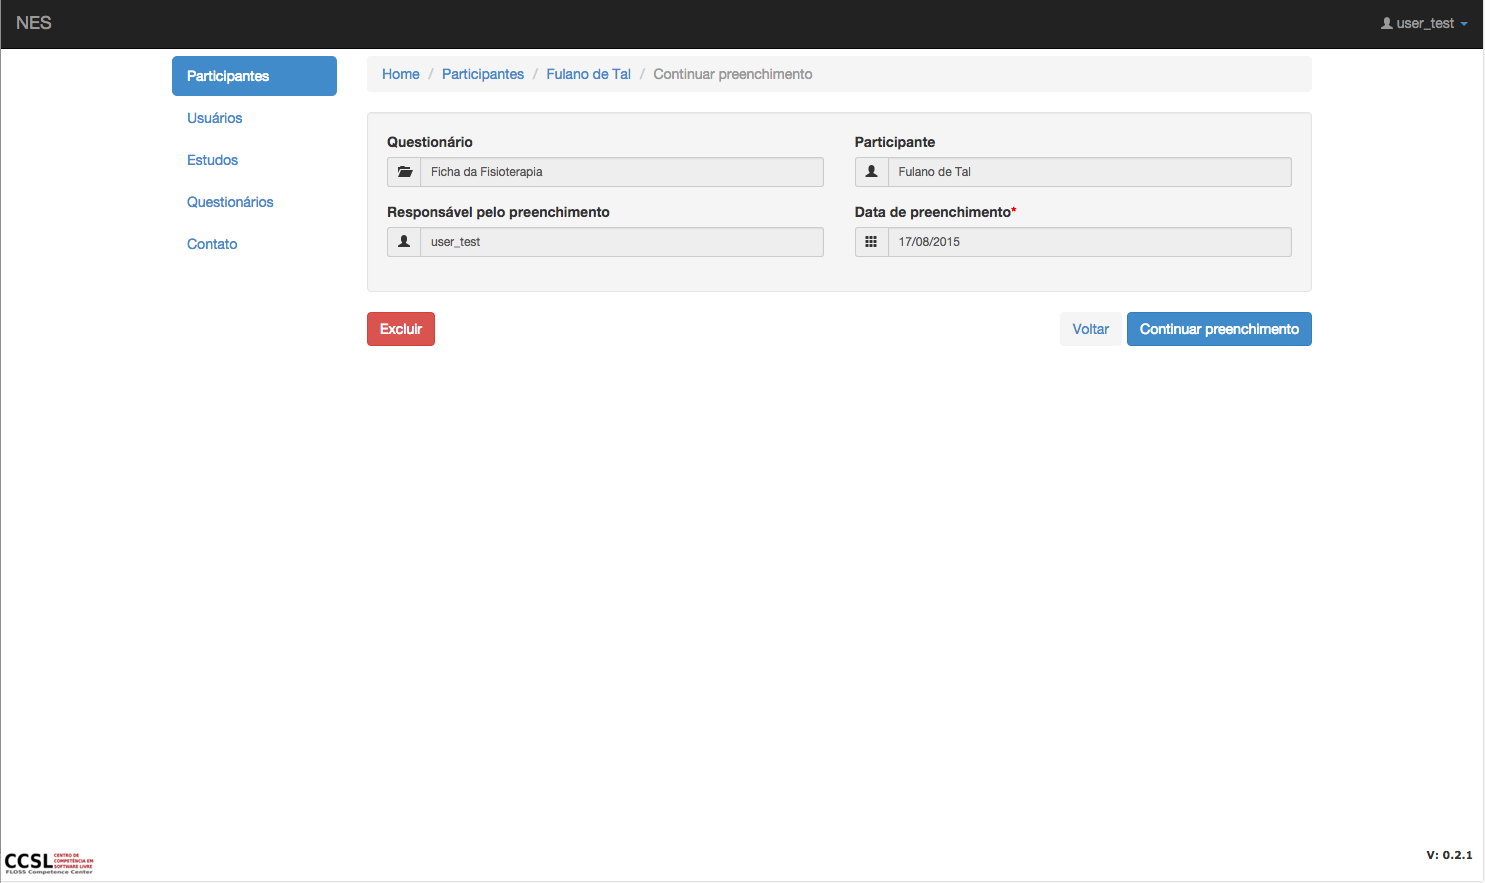 NES
user_test
Participantes
Usuários
Estudos
Questionários
Contato
Home / Participantes / Fulano de Tal / Continuar preenchimento
Questionário
Ficha da Fisioterapia
Participante
Fulano de Tal
Responsável pelo preenchimento
user_test
Data de preenchimento*
17/08/2015
Excluir
Voltar
Continuar preenchimento
CCSL
CENTRO DE
COMPETÊNCIA EM
SOFTWARE LIVRE
FLOSS Competence Center
V: 0.2.1